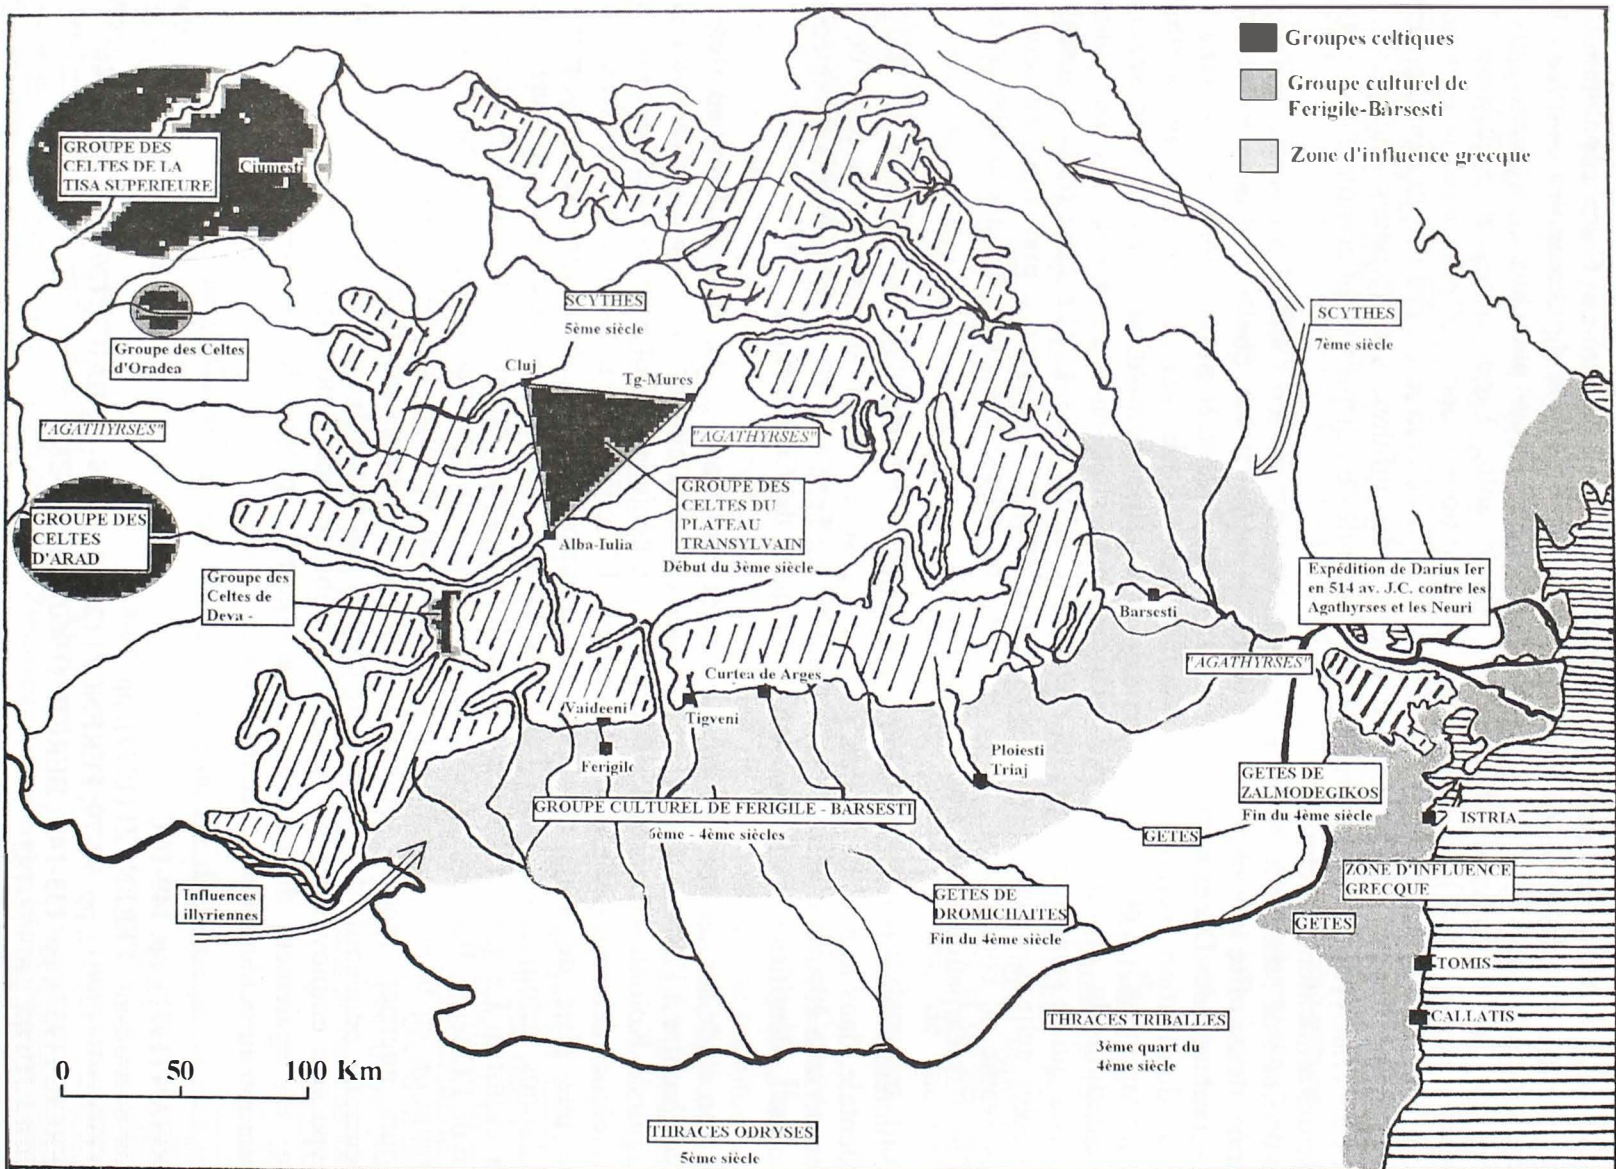 Groupes celtiques
Groupe culturel de
Ferigile-Bàrsesti
Zone d'influence grecque
GROUPE DES
CELTES DE LA
TISA SUPERIEURE
Ciumesti
Groupe des Celtes
d'Oradea
SCYTHES
5ème siècle
SCYTHES
7ème siècle
Cluj
Tg-Mures
"AGATHYRSES"
"AGATHYRSES"
GROUPE DES
CELTES DU
PLATEAU
TRANSYLVAIN
Début du 3ème siècle
GROUPE DES
CELTES
D'ARAD
Alba-Iulia
Groupe des
Celtes de
Deva -
Expédition de Darius Ier
en 514 av. J.C. contre les
Agathyrses et les Neuri
Barsesti
"AGATHYRSES"
Curtea de Arges
Vaideeni
Tigveni
Ferigile
Ploiesti
Triaj
GROUPE CULTUREL DE FERIGILE - BARSESTI
6ème - 4ème siècles
GETES DE
ZALMODEGIKOS
Fin du 4ème siècle
ISTRIA
GETES
ZONE D'INFLUENCE
GRECQUE
Influences
illyriennes
GETES DE
DROMICHAITES
Fin du 4ème siècle
GETES
TOMIS
CALLATIS
THRACES TRIBALLES
3ème quart du
4ème siècle
0 50 100 Km
THRACES ODRYSES
5ème siècle